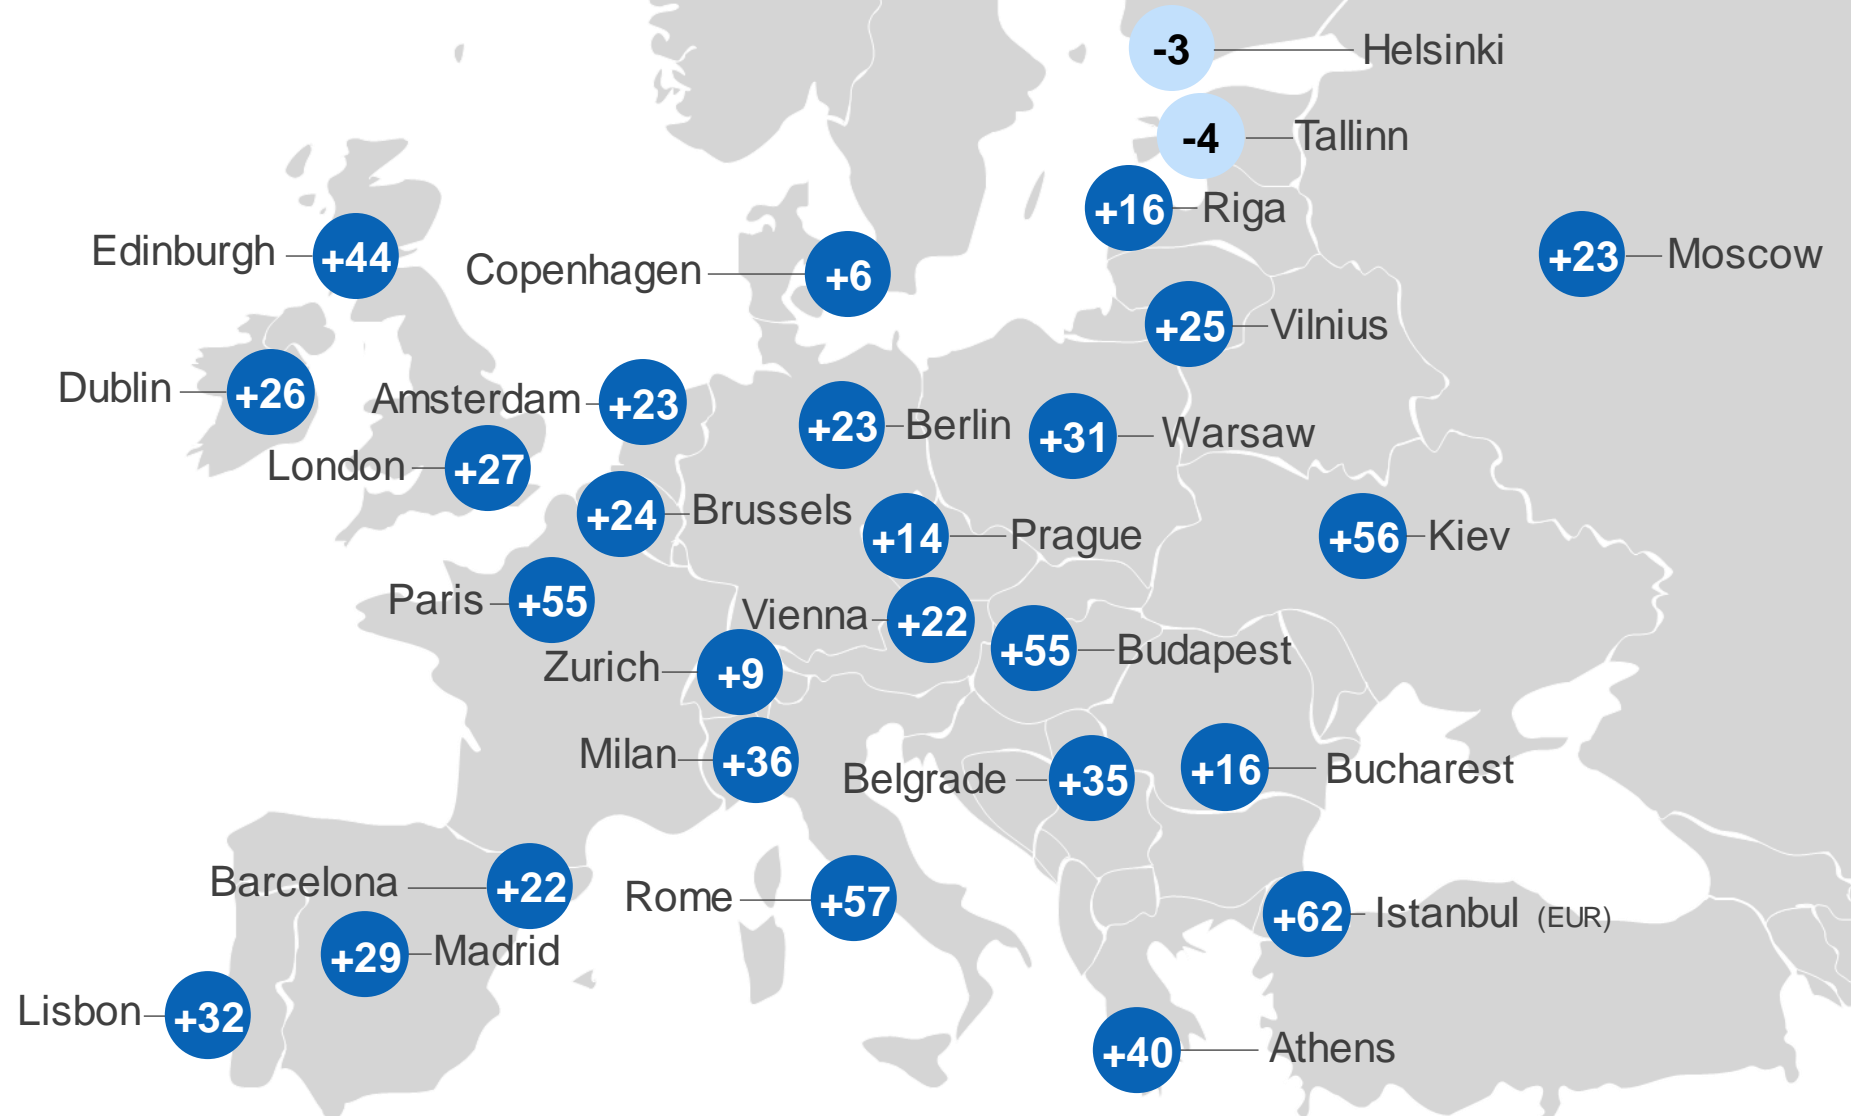 -3 Helsinki
-4 Tallinn
+16 Riga
Edinburgh +44
Copenhagen +6
+23 Moscow
+25 Vilnius
Dublin +26
Amsterdam +23
+23 Berlin
+31 Warsaw
London +27
+24 Brussels
+14 Prague
+56 Kiev
Paris +55
Vienna +22
+55 Budapest
Zurich +9
Milan +36
Belgrade +35
+16 Bucharest
Barcelona +22
Rome +57
+62 Istanbul (EUR)
+29 Madrid
Lisbon +32
+40 Athens